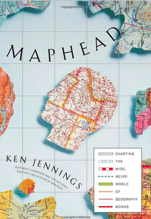 MAPHEAD
KEN JENNINGS
CHARTING
THE
WIDE,
WEIRD
WORLD
OF
GEOGRAPHY
WONKS